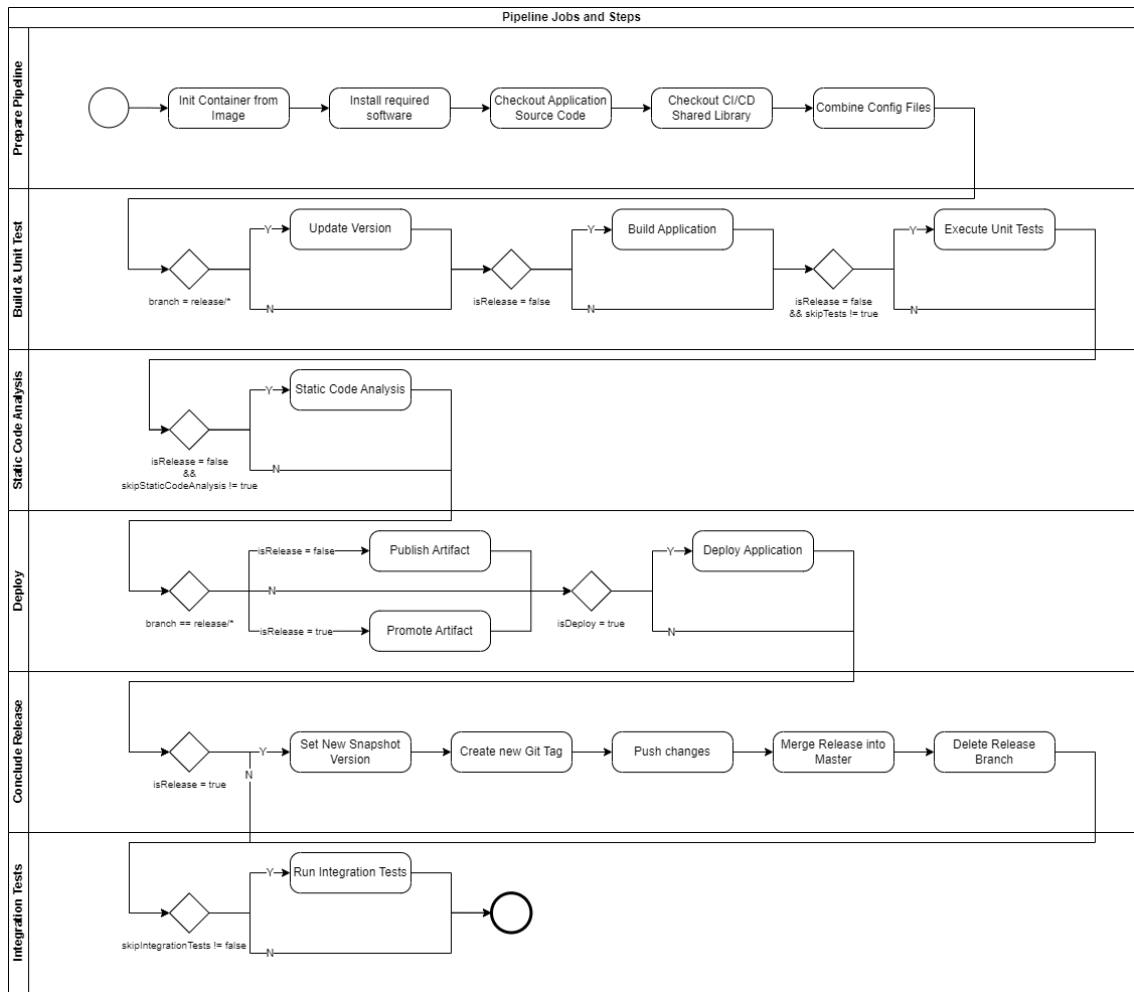 Pipeline Jobs and Steps
Prepare Pipeline
Init Container from
Image
Install required
software
Checkout Application
Source Code
Checkout CI/CD
Shared Library
Combine Config Files
Build & Unit Test
branch = release/*
Y
Update Version
N
isRelease = false
Y
Build Application
N
isRelease = false
&& skipTests != true
Y
Execute Unit Tests
N
Static Code Analysis
isRelease = false
&&
skipStaticCodeAnalysis != true
Y
Static Code Analysis
N
Deploy
branch == release/*
isRelease = false
Publish Artifact
N
isRelease = true
Promote Artifact
isDeploy = true
Y
Deploy Application
N
Conclude Release
isRelease = true
Y
N
Set New Snapshot
Version
Create new Git Tag
Push changes
Merge Release into
Master
Delete Release
Branch
Integration Tests
skipIntegrationTests != false
Y
Run Integration Tests
N